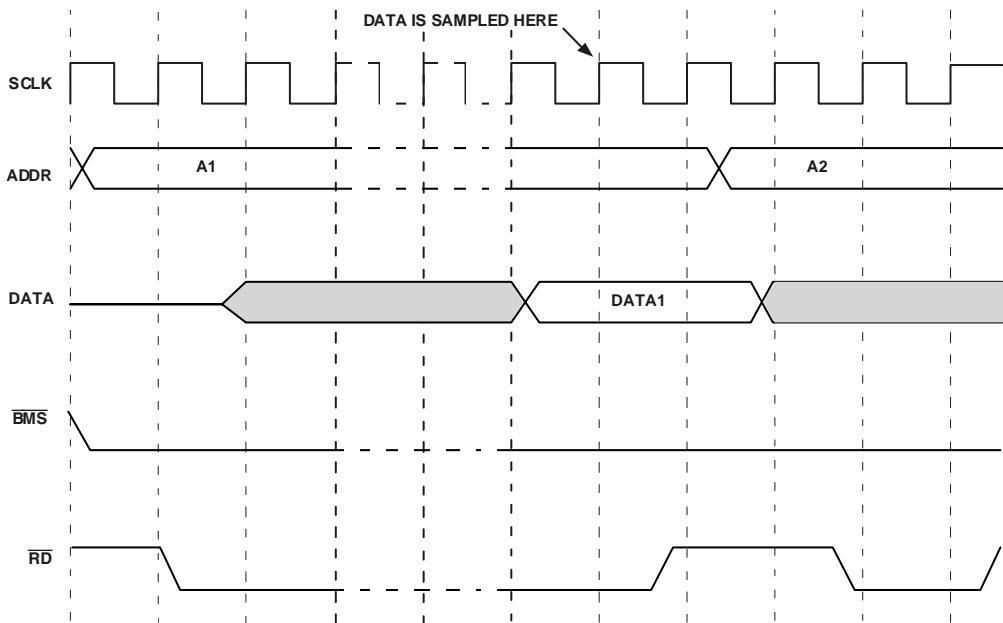 DATA IS SAMPLED HERE
SCLK
ADDR
A1
A2
DATA
DATA1
BMS
RD